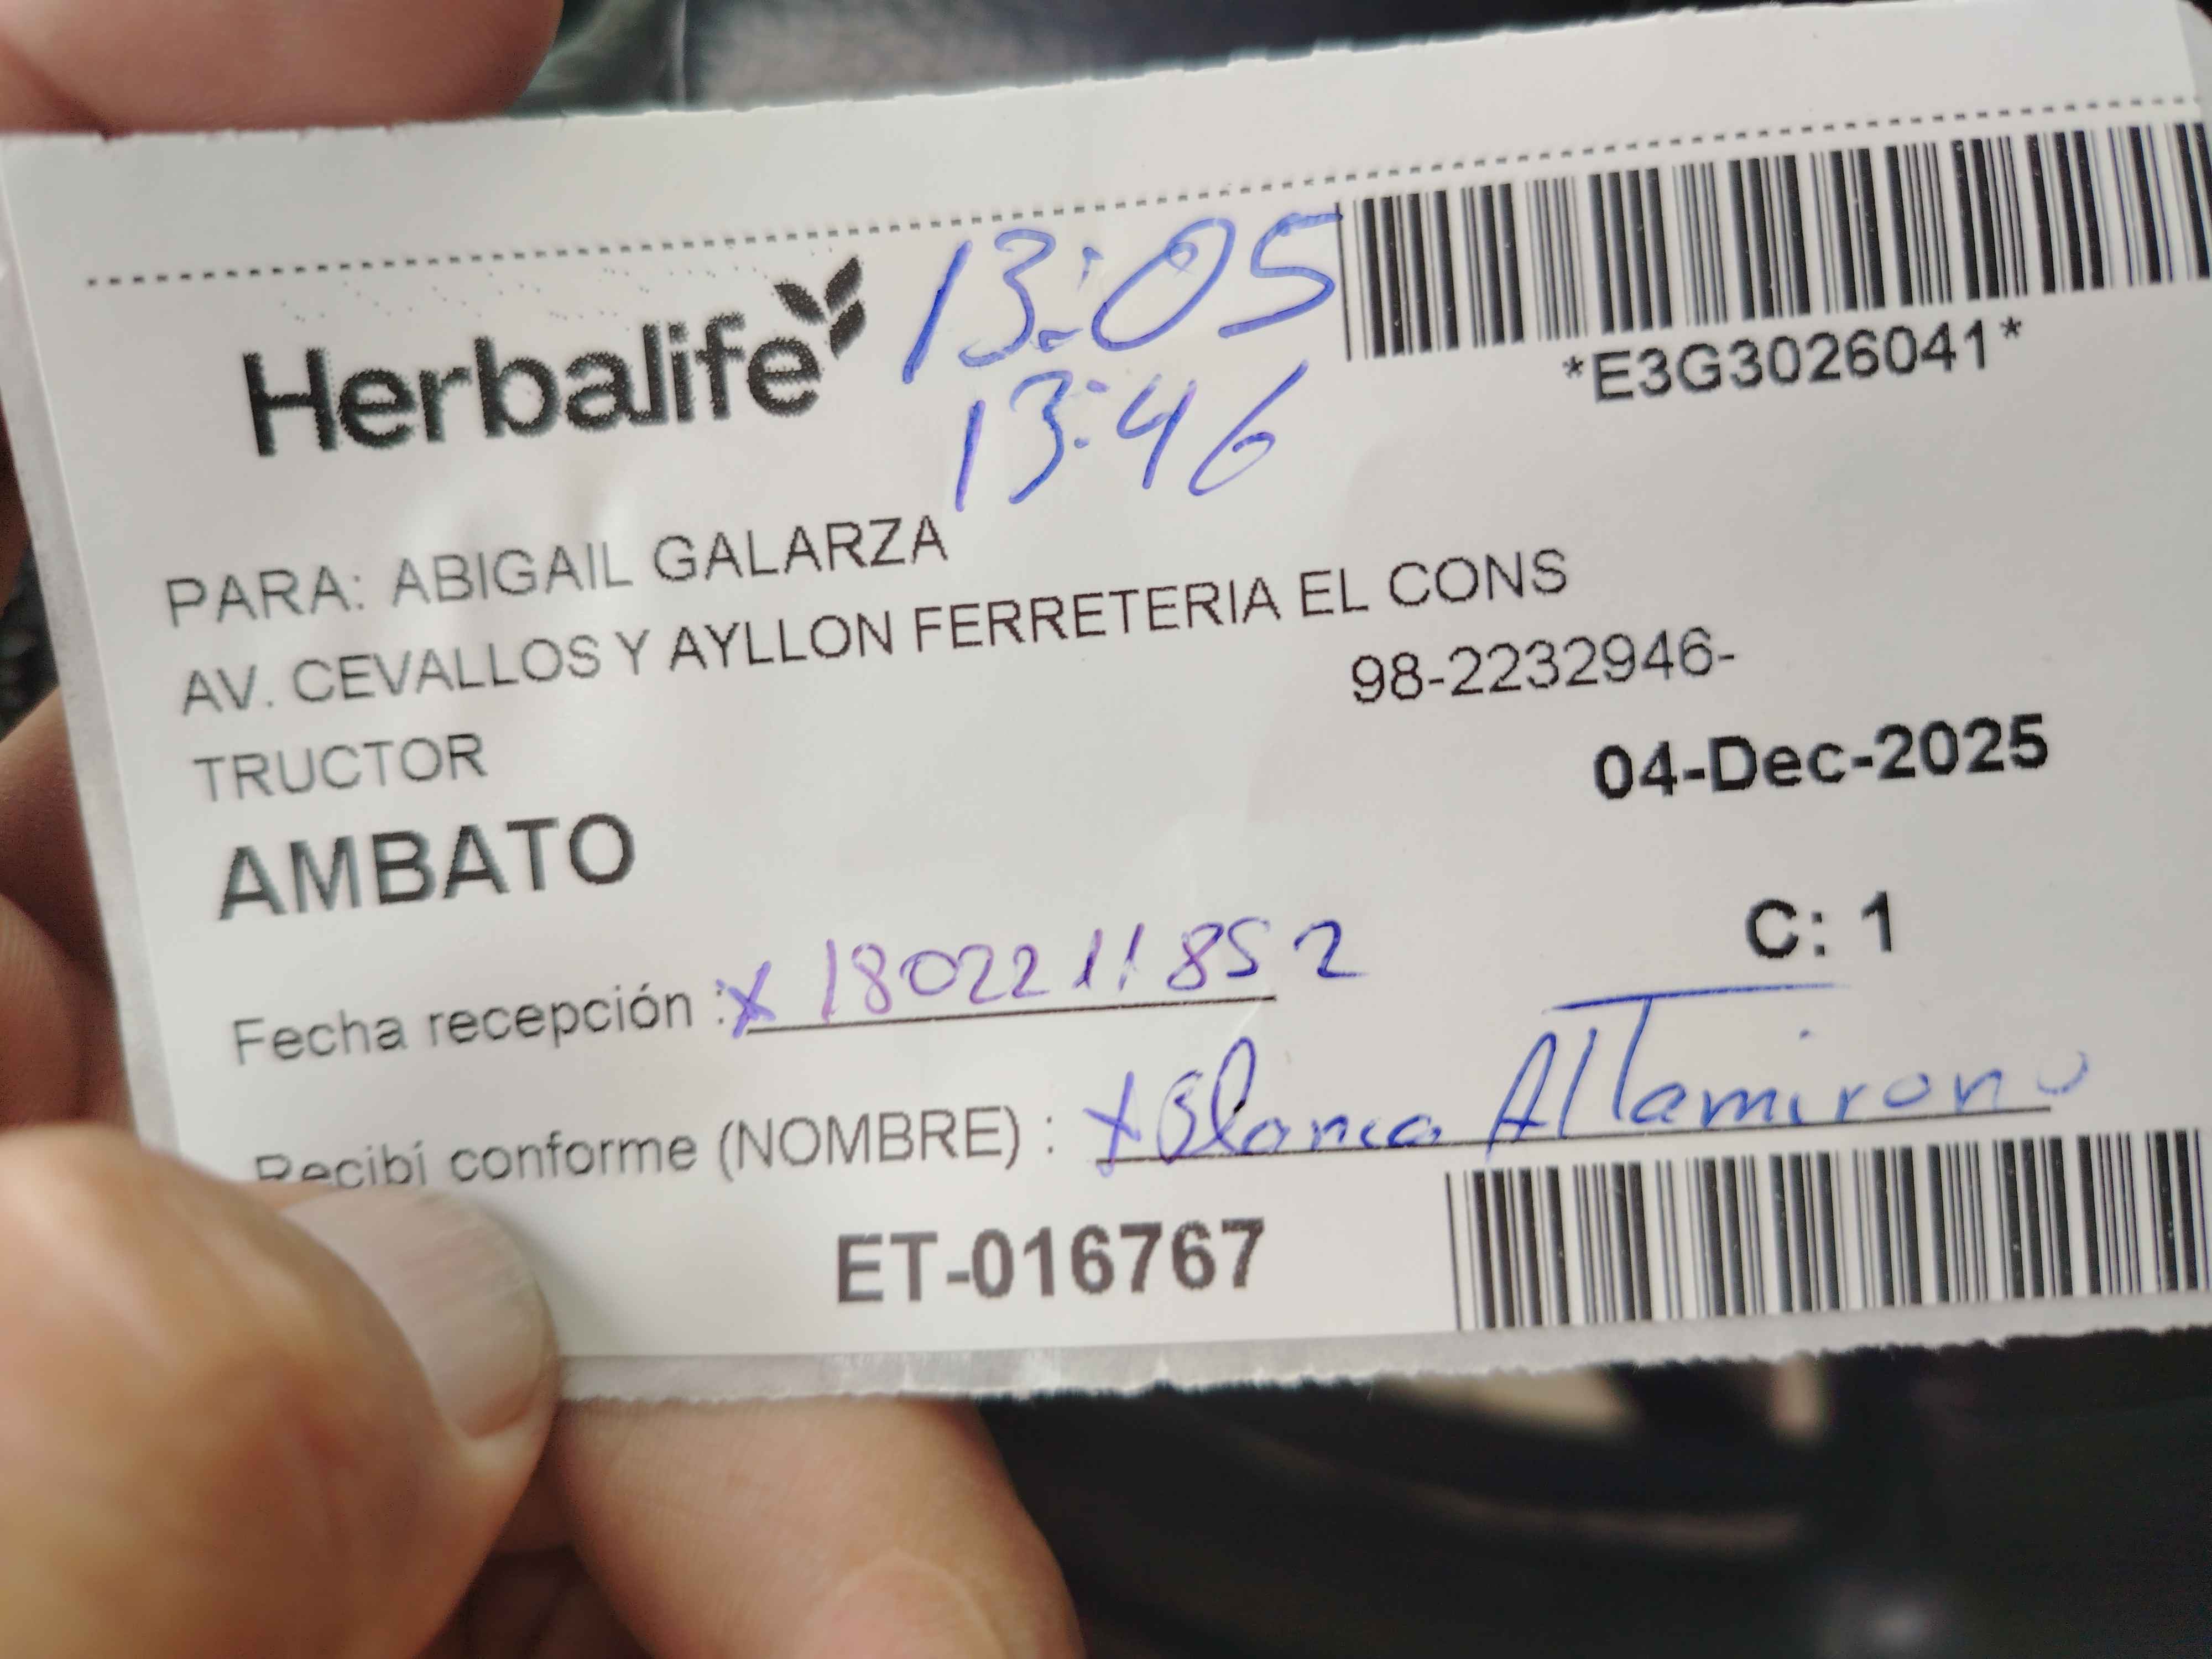 Herbalife
13:05
13:46
*E3G3026041*
PARA: ABIGAIL GALARZA
AV. CEVALLOS Y AYLLON FERRETERIA EL CONS
98-2232946-
TRUCTOR
04-Dec-2025
AMBATO
C: 1
Fecha recepción : x 1802211852
Recibí conforme (NOMBRE) : x Blanca Altamirano
ET-016767